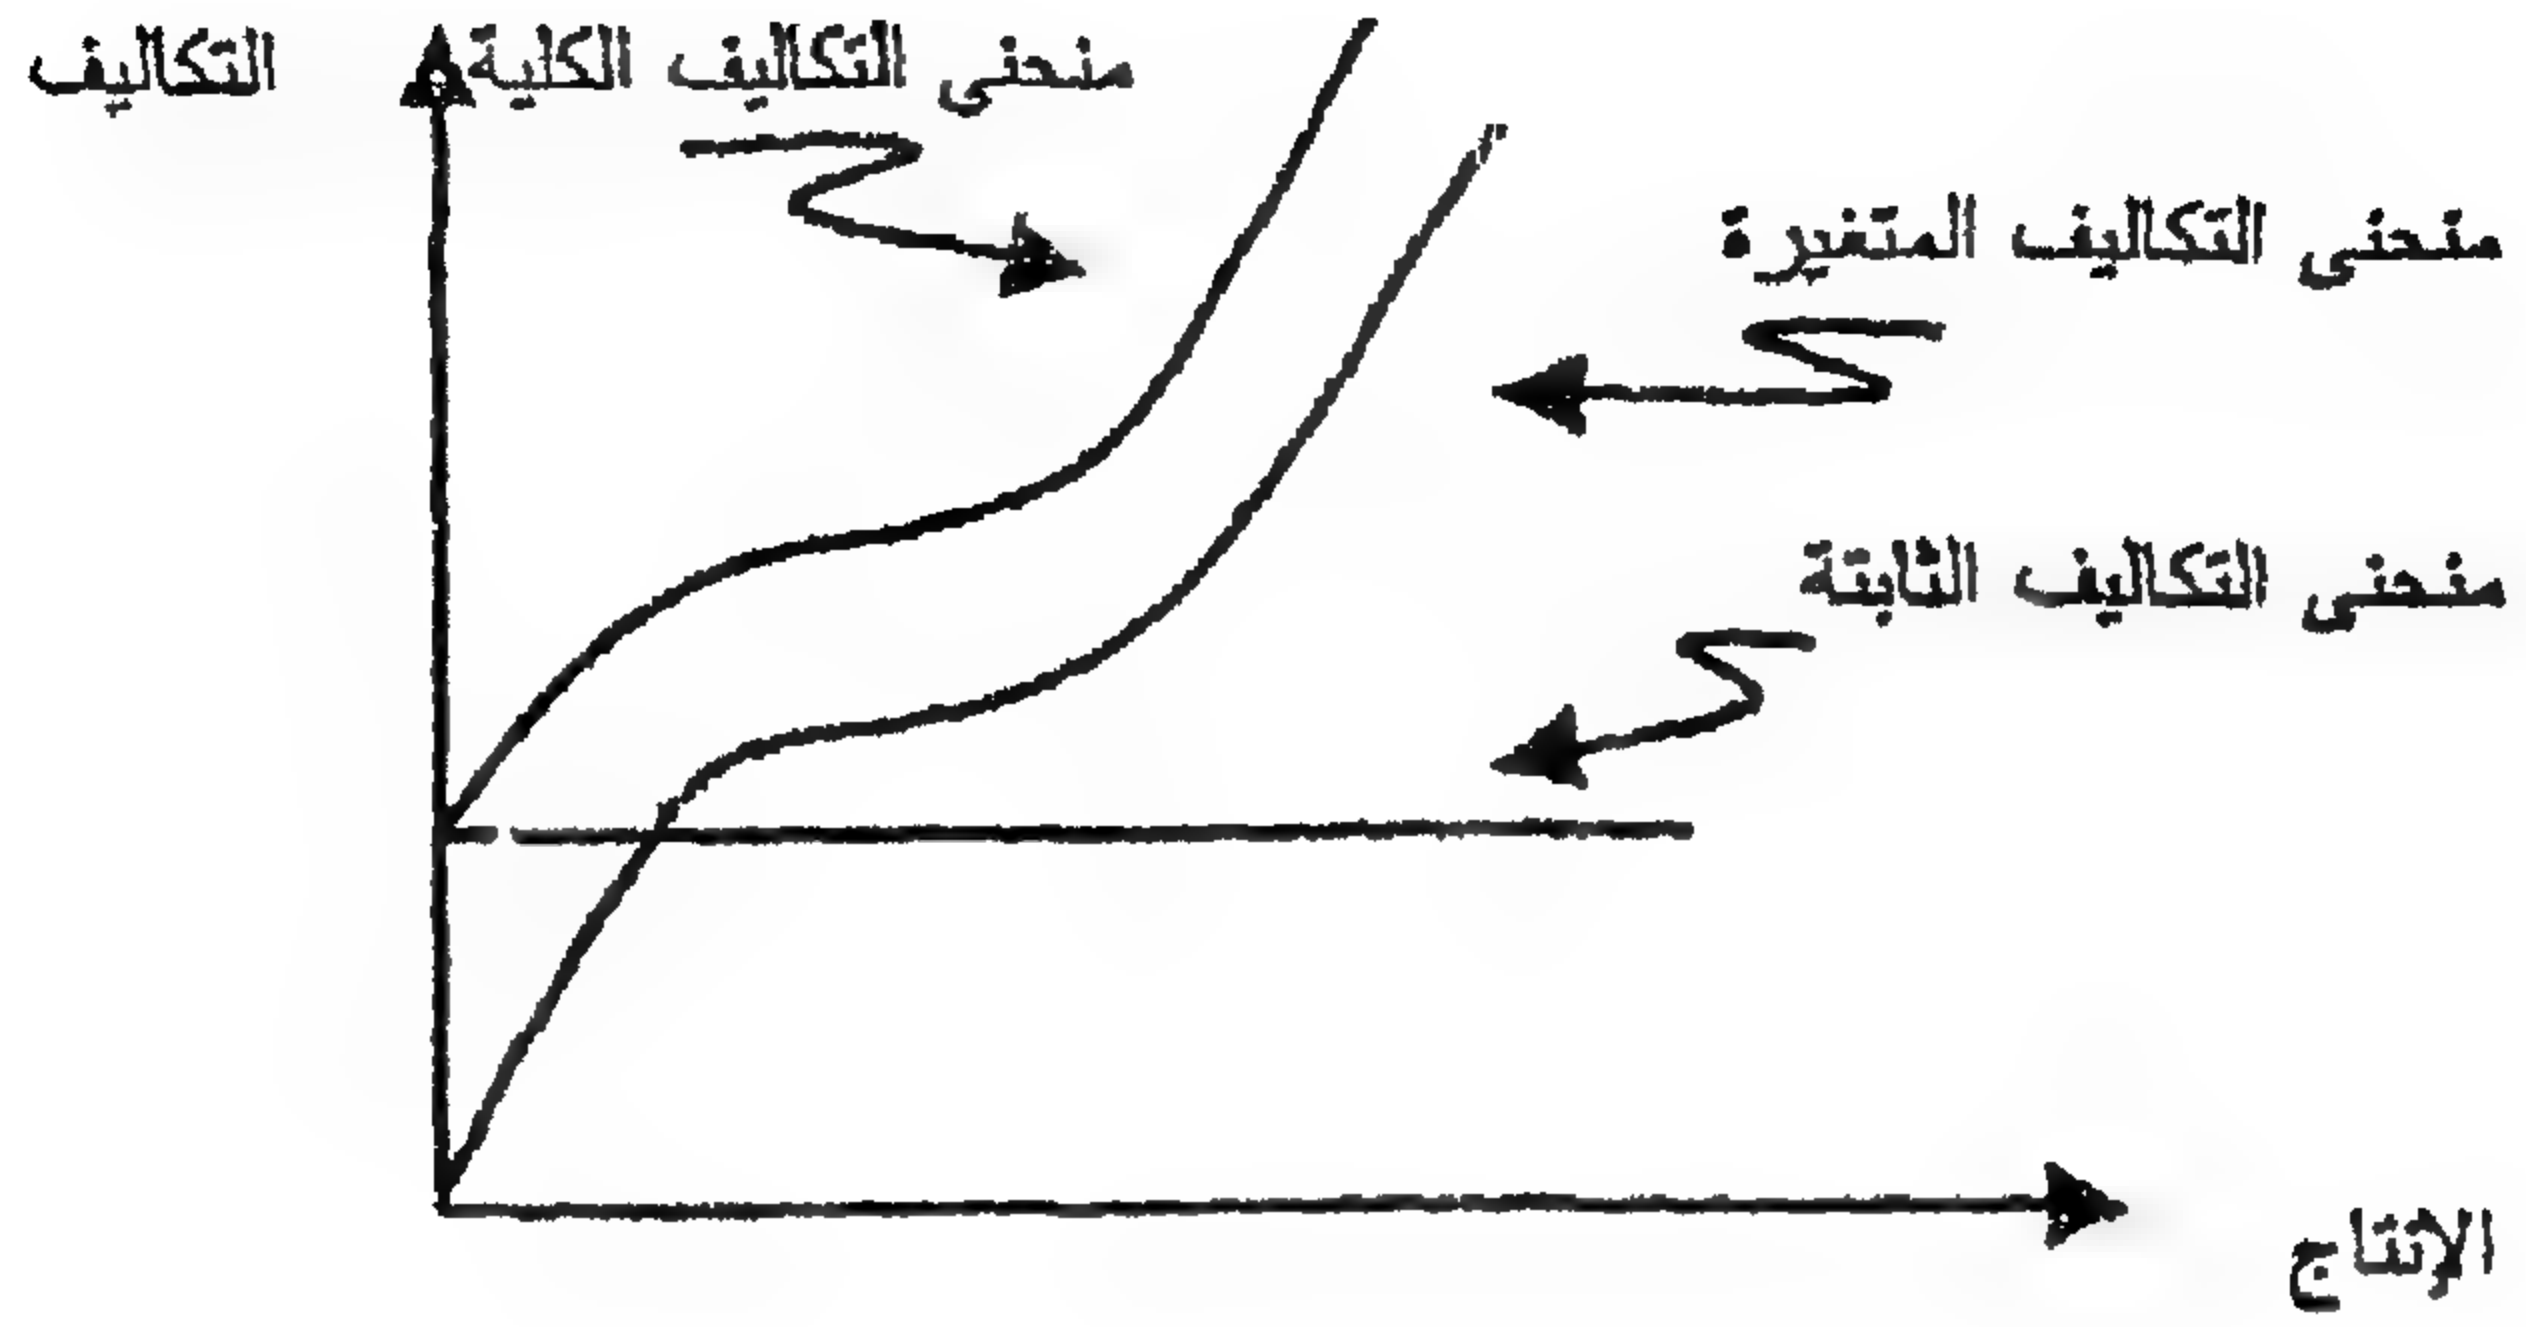 التكاليف
منحنى التكاليف الكلية
منحنى التكاليف المتغيرة
منحنى التكاليف الثابتة
الإنتاج